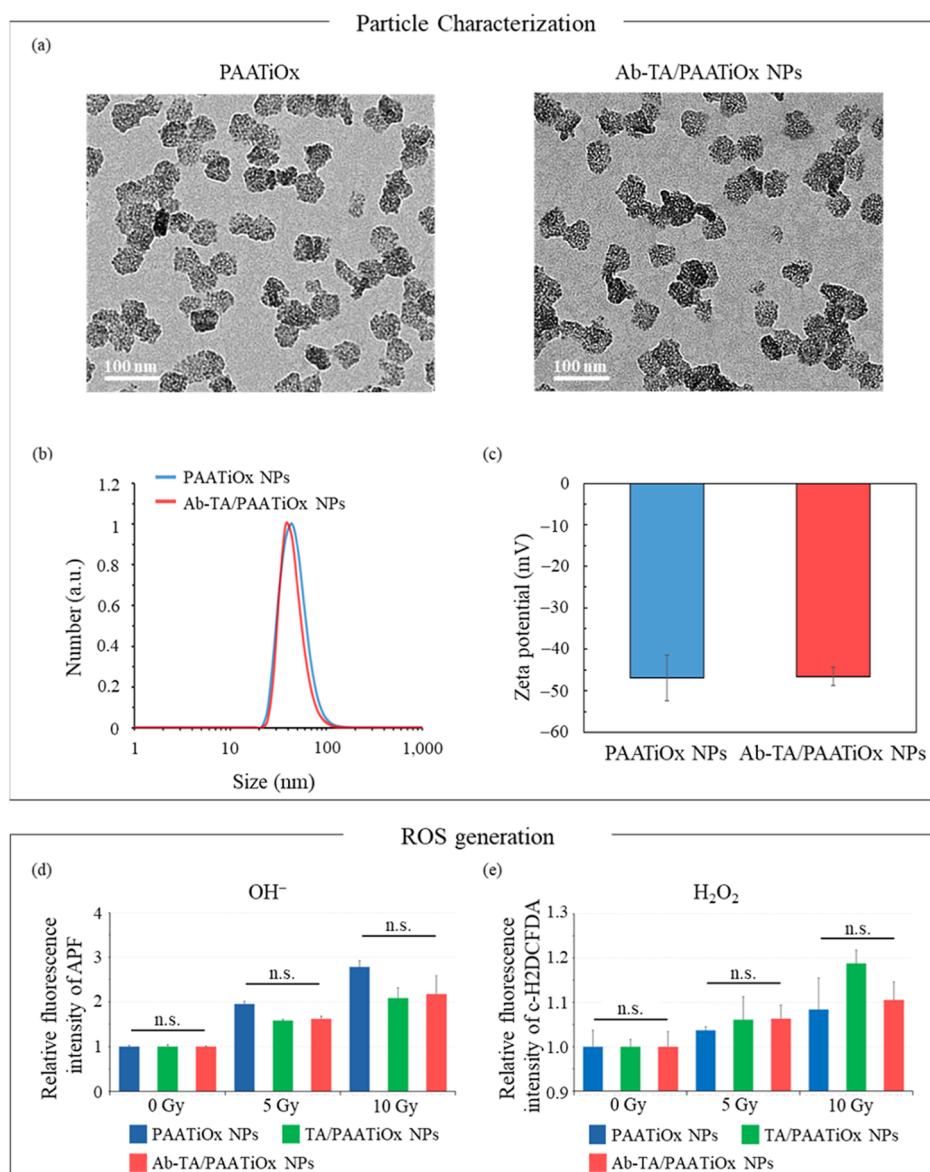 Particle Characterization
(a)
PAATiOx
Ab-TA/PAATiOx NPs
100 nm
100 nm
(b)
PAATiOx NPs
Ab-TA/PAATiOx NPs
1.2
1
0.8
0.6
0.4
0.2
0
Number (a.u.)
1
10
100
1,000
Size (nm)
(c)
0
−10
−20
−30
−40
−50
−60
Zeta potential (mV)
PAATiOx NPs
Ab-TA/PAATiOx NPs
ROS generation
(d)
OH⁻
Relative fluorescence
intensity of APF
4
3
2
1
0
n.s.
n.s.
n.s.
0 Gy
5 Gy
10 Gy
PAATiOx NPs
TA/PAATiOx NPs
Ab-TA/PAATiOx NPs
(e)
H₂O₂
Relative fluorescence
intensity of c-H2DCFDA
1.3
1.2
1.1
1.0
0.9
n.s.
n.s.
n.s.
0 Gy
5 Gy
10 Gy
PAATiOx NPs
TA/PAATiOx NPs
Ab-TA/PAATiOx NPs